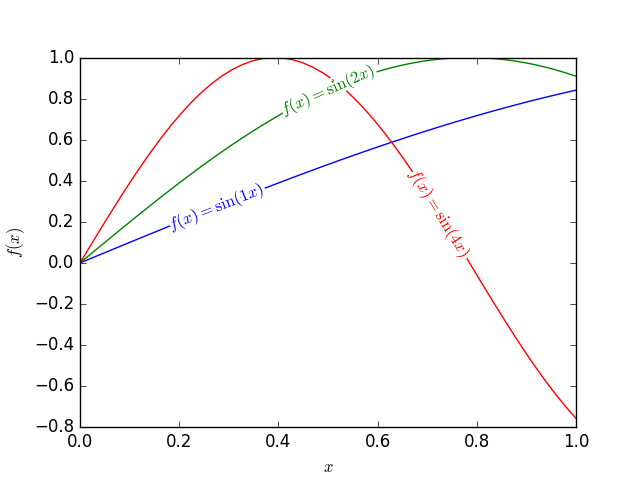 1.0
0.8
0.6
0.4
0.2
0.0
−0.2
−0.4
−0.6
−0.8
f(x)
f(x) = sin(2x)
f(x) = sin(1x)
f(x) = sin(4x)
0.0 0.2 0.4 0.6 0.8 1.0
x